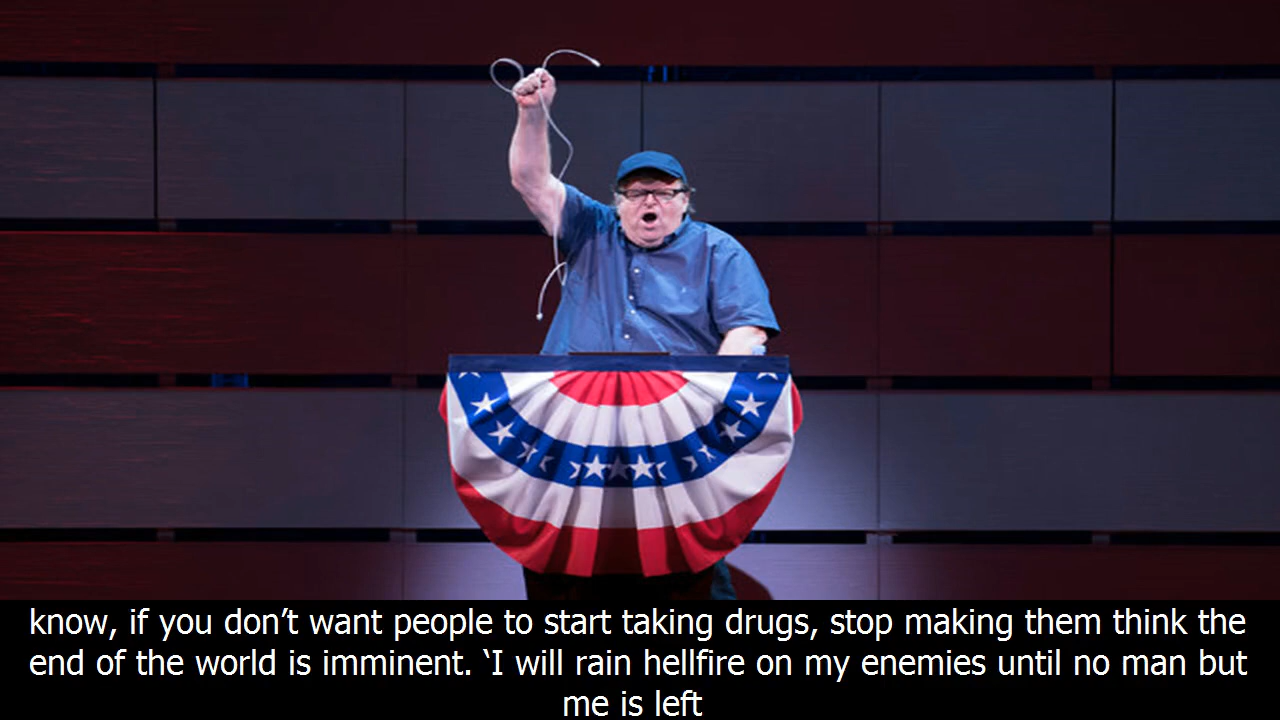 know, if you don’t want people to start taking drugs, stop making them think the
end of the world is imminent. ‘I will rain hellfire on my enemies until no man but
me is left